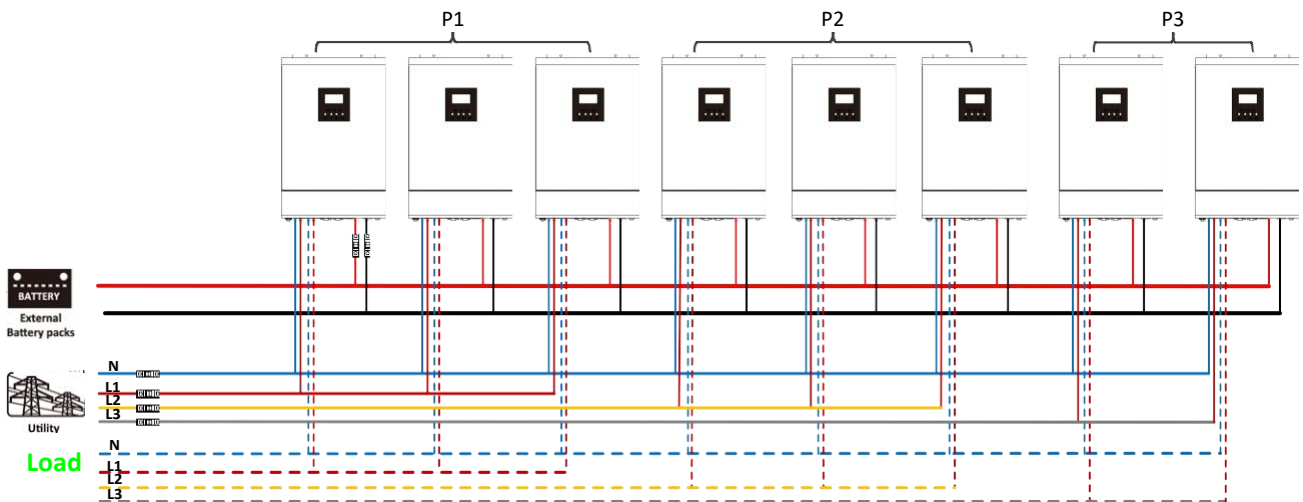 P1 P2 P3
BATTERY
External
Battery packs
N
L1
L2
L3
Utility
Load
N
L1
L2
L3